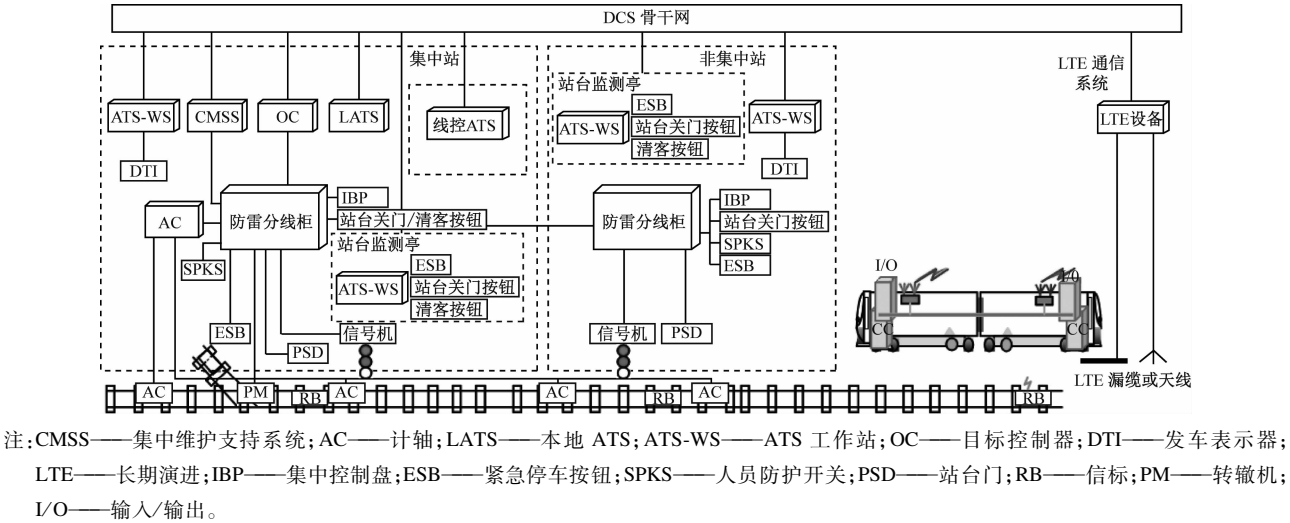 DCS 骨干网
集中站
非集中站
LTE 通信
系统
站台监测亭
ESB
ATS-WS
CMSS
OC
LATS
线控ATS
ATS-WS
站台关门按钮
清客按钮
ATS-WS
LTE设备
DTI
DTI
AC
防雷分线柜
IBP
站台关门/清客按钮
防雷分线柜
IBP
站台关门按钮
SPKS
ESB
SPKS
站台监测亭
ESB
ATS-WS
站台关门按钮
清客按钮
I/O
I/O
CC
CC
ESB
PSD
信号机
信号机
PSD
LTE 漏缆或天线
AC
PM
RB
AC
AC
RB
AC
RB
注:CMSS——集中维护支持系统;AC——计轴;LATS——本地 ATS;ATS-WS——ATS 工作站;OC——目标控制器;DTI——发车表示器;
LTE——长期演进;IBP——集中控制盘;ESB——紧急停车按钮;SPKS——人员防护开关;PSD——站台门;RB——信标;PM——转辙机;
I/O——输入/输出。